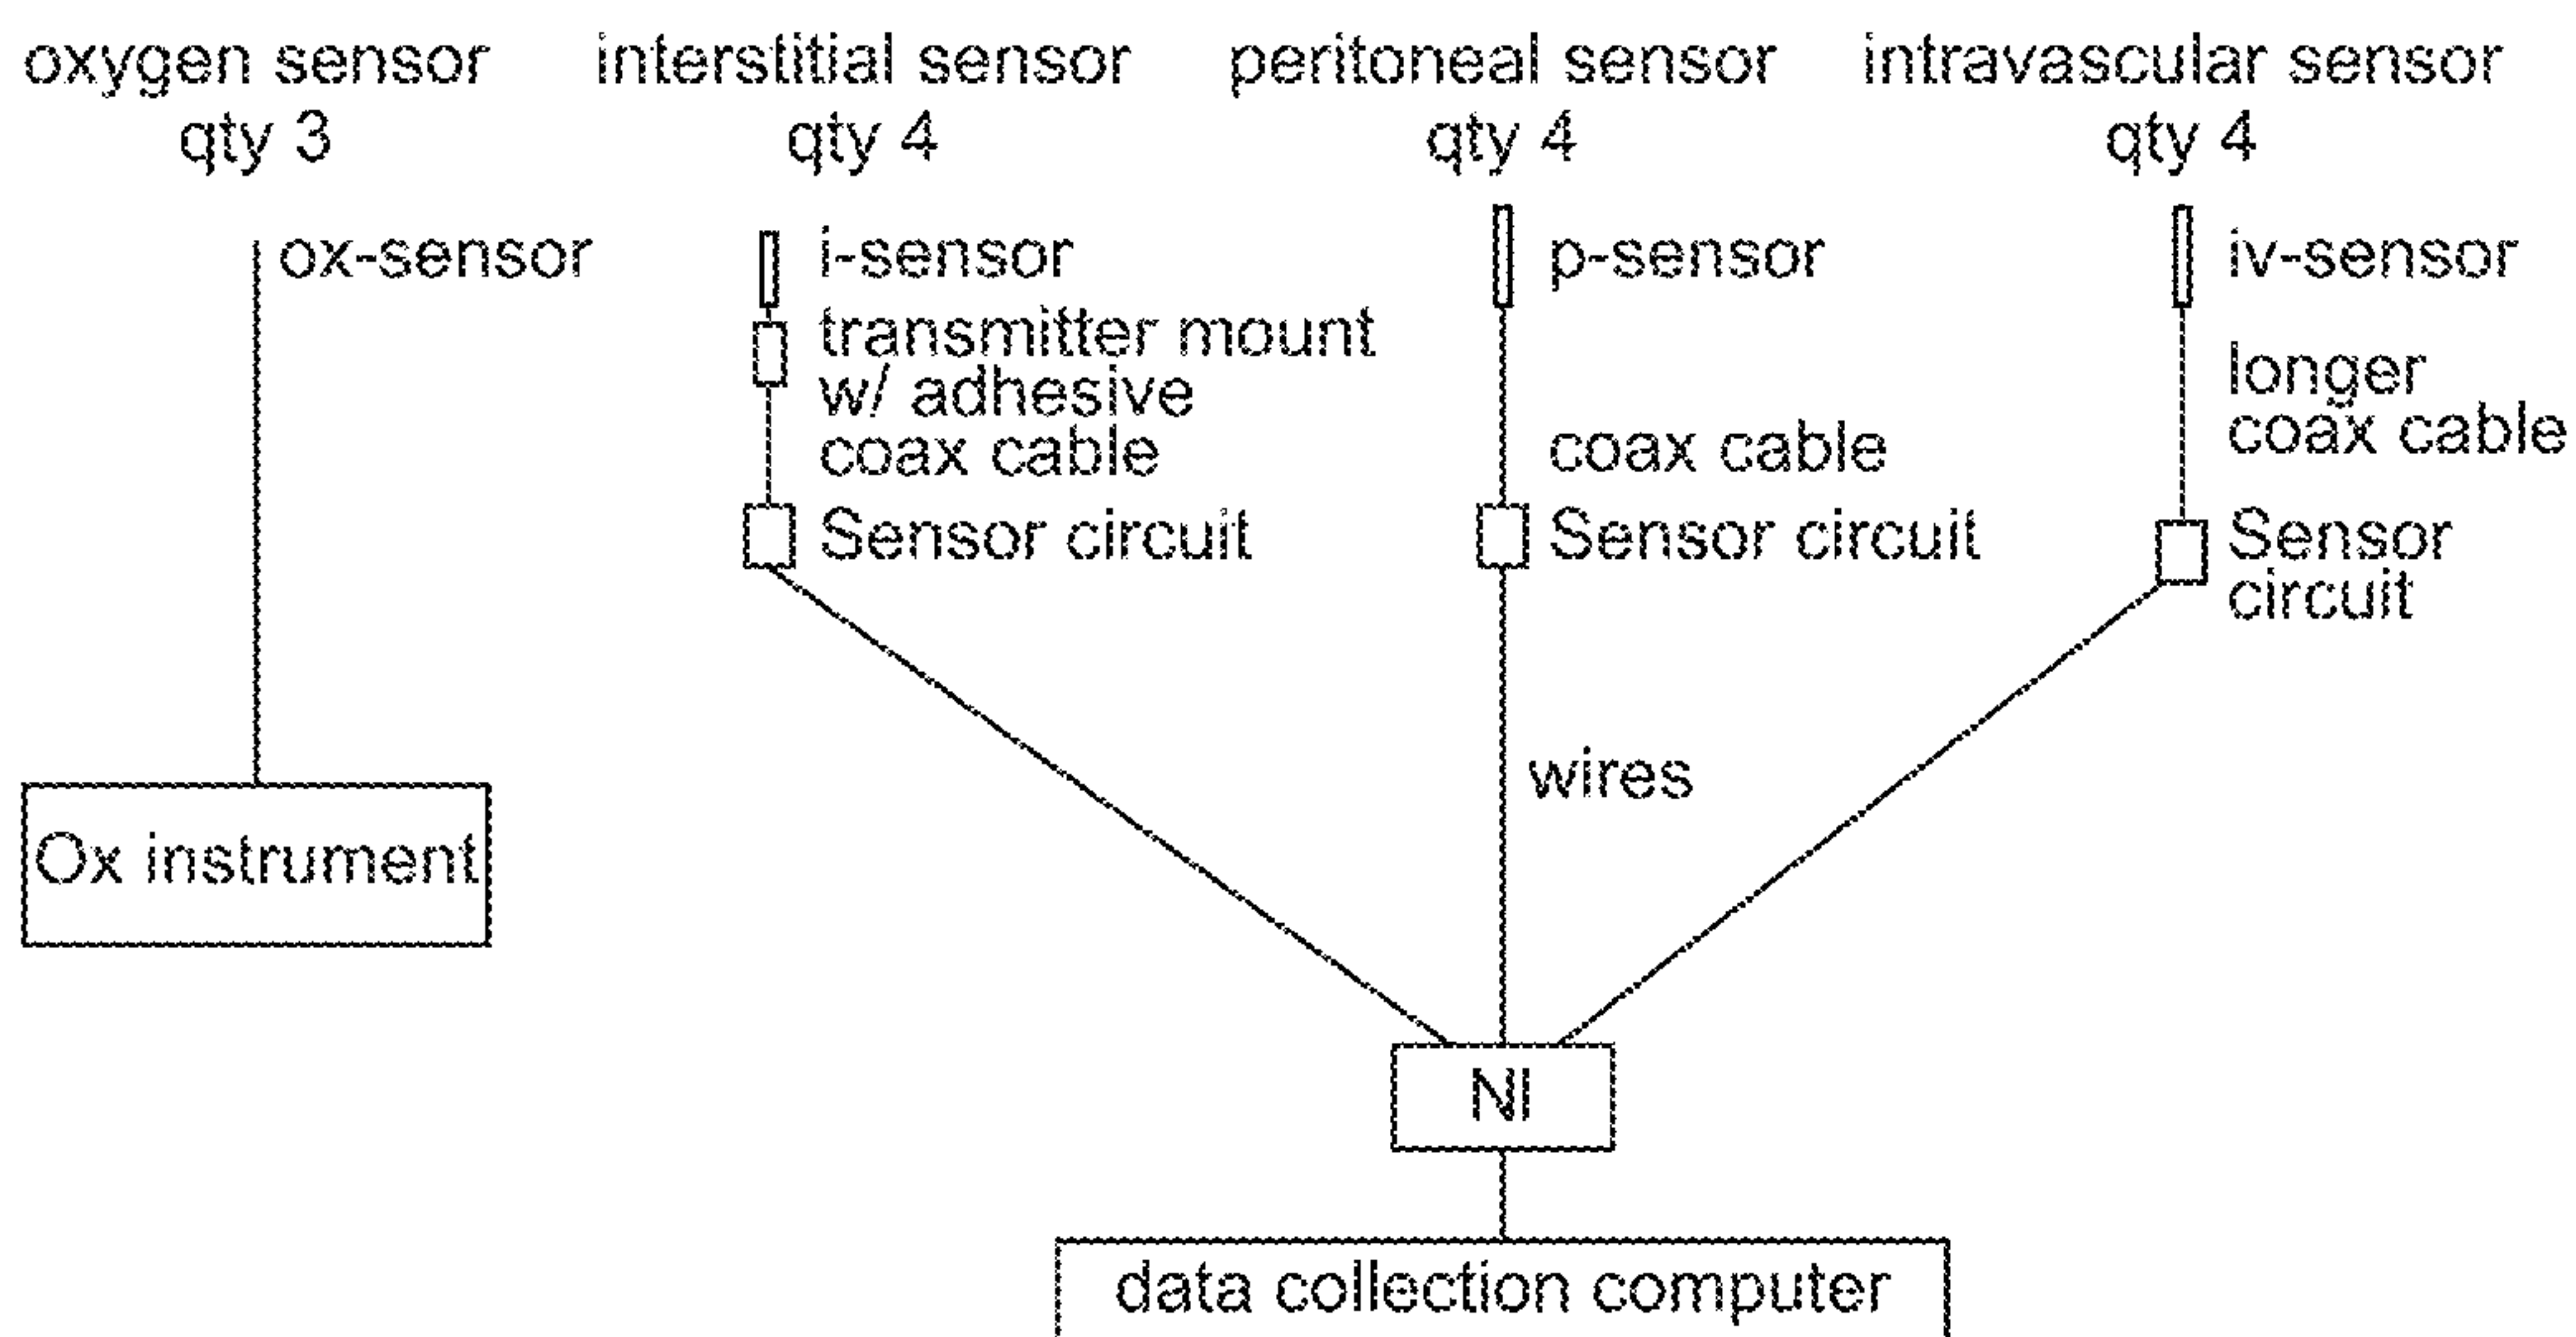 oxygen sensor
qty 3
interstitial sensor
qty 4
peritoneal sensor
qty 4
intravascular sensor
qty 4
ox-sensor
i-sensor
transmitter mount
w/ adhesive
coax cable
Sensor circuit
p-sensor
coax cable
Sensor circuit
iv-sensor
longer
coax cable
Sensor
circuit
wires
Ox instrument
NI
data collection computer